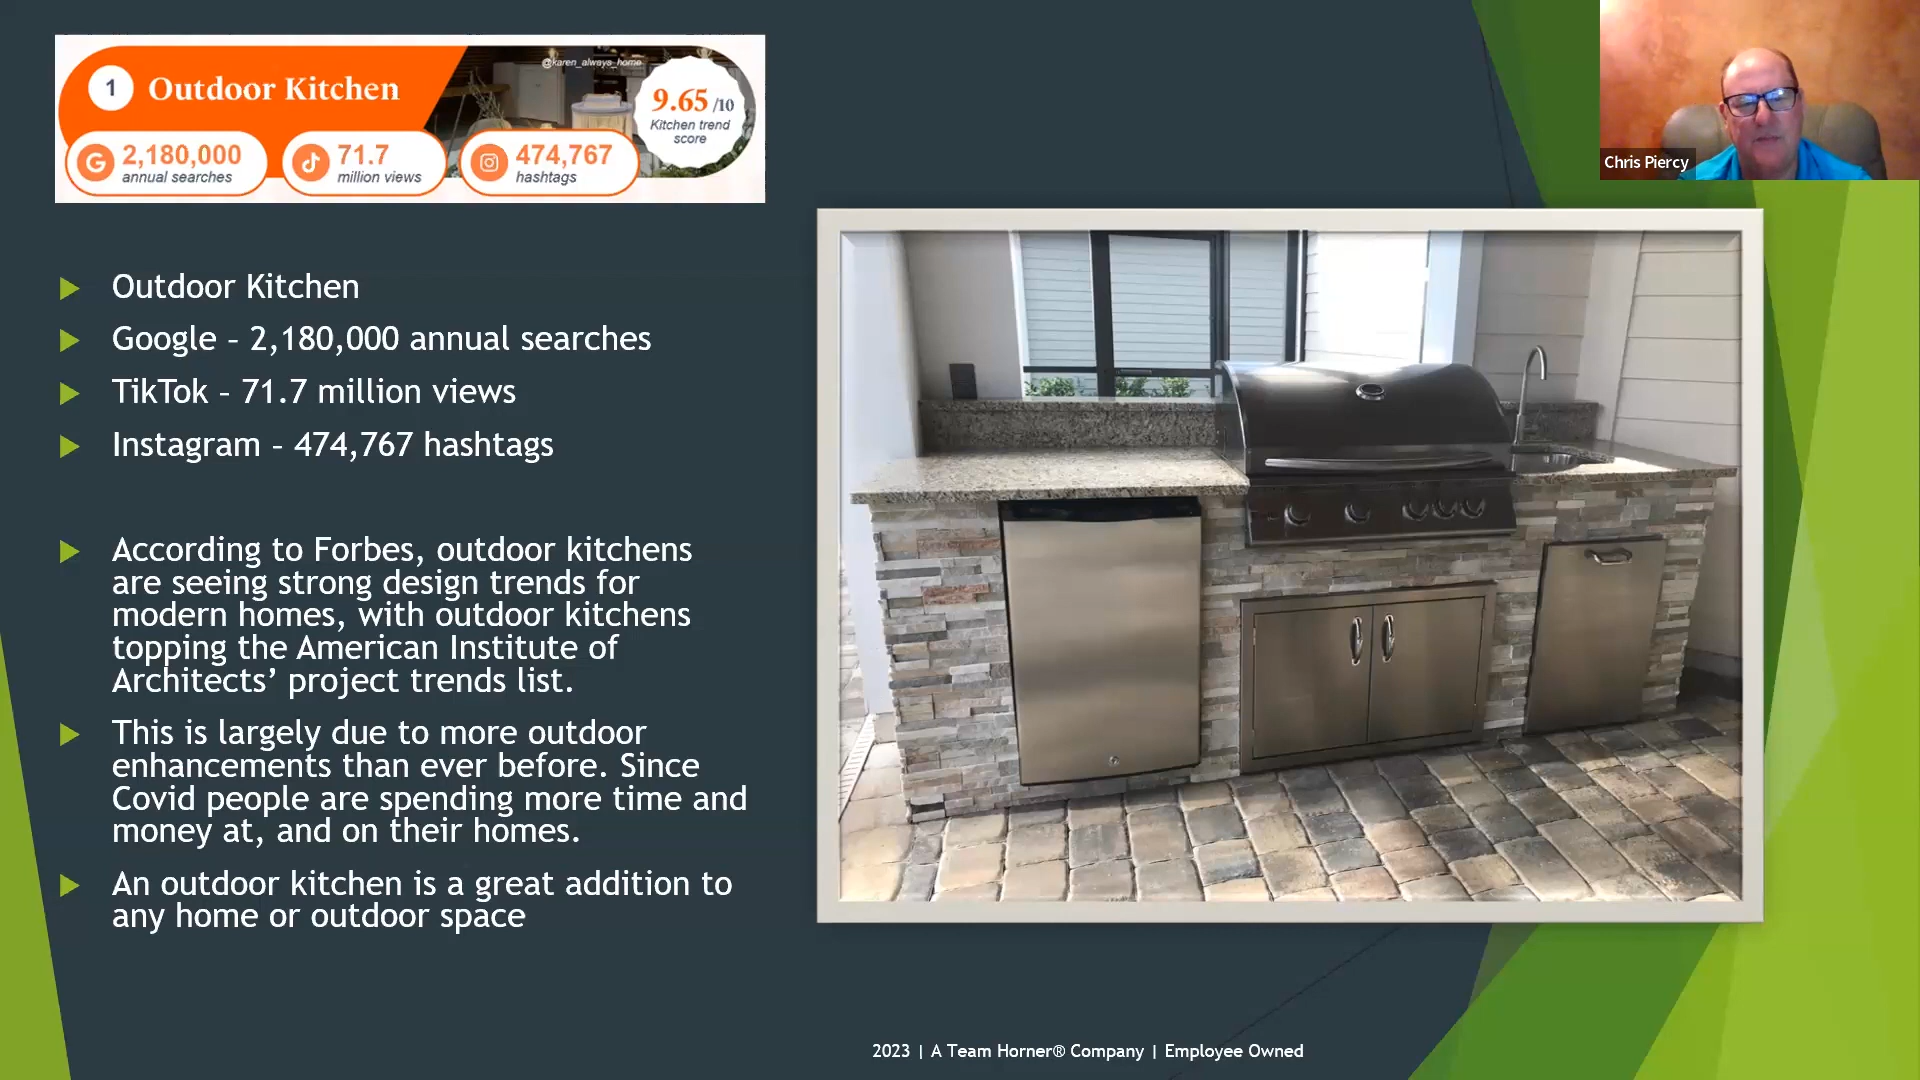 @karen_always_home
1 Outdoor Kitchen
9.65 /10
Kitchen trend
score
2,180,000
annual searches
71.7
million views
474,767
hashtags
Chris Piercy
Outdoor Kitchen
Google – 2,180,000 annual searches
TikTok – 71.7 million views
Instagram – 474,767 hashtags
According to Forbes, outdoor kitchens
are seeing strong design trends for
modern homes, with outdoor kitchens
topping the American Institute of
Architects’ project trends list.
This is largely due to more outdoor
enhancements than ever before. Since
Covid people are spending more time and
money at, and on their homes.
An outdoor kitchen is a great addition to
any home or outdoor space
2023 | A Team Horner® Company | Employee Owned